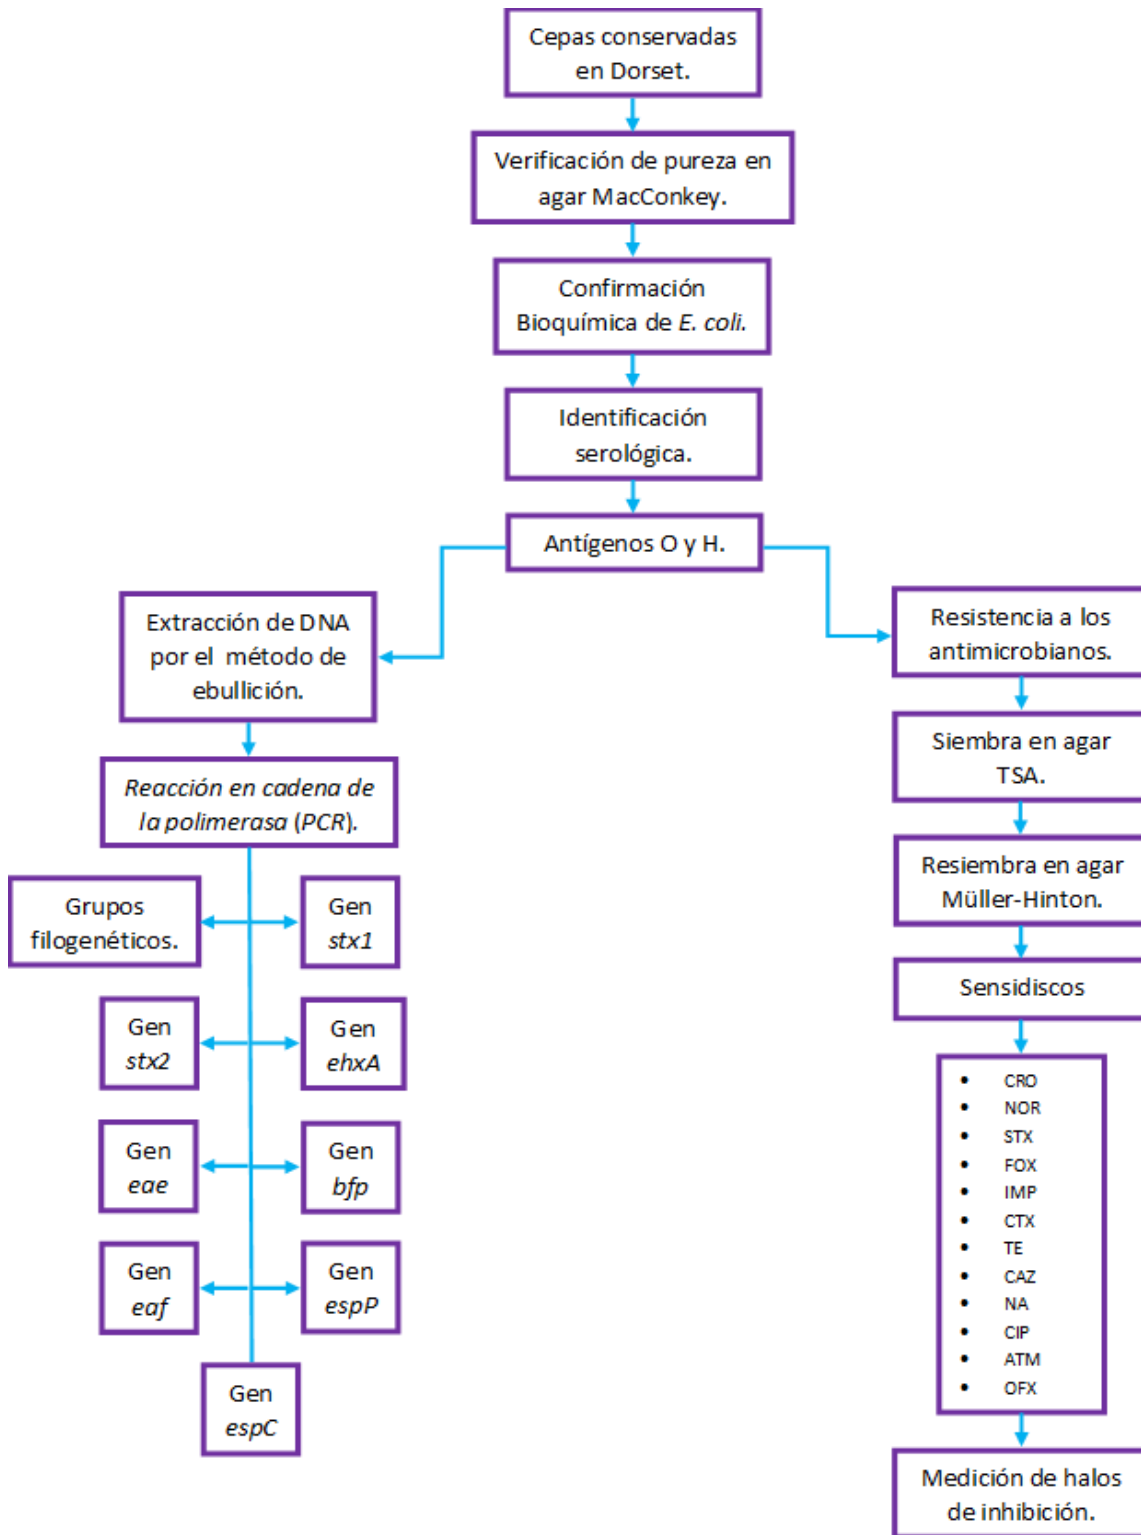 Cepas conservadas
en Dorset.
Verificación de pureza en
agar MacConkey.
Confirmación
Bioquímica de E. coli.
Identificación
serológica.
Antígenos O y H.
Extracción de DNA
por el método de
ebullición.
Reacción en cadena de
la polimerasa (PCR).
Grupos
filogenéticos.
Gen
stx1
Gen
stx2
Gen
ehxA
Gen
eae
Gen
bfp
Gen
eaf
Gen
espP
Gen
espC
Resistencia a los
antimicrobianos.
Siembra en agar
TSA.
Resiembra en agar
Müller-Hinton.
Sensidiscos
• CRO
• NOR
• STX
• FOX
• IMP
• CTX
• TE
• CAZ
• NA
• CIP
• ATM
• OFX
Medición de halos
de inhibición.